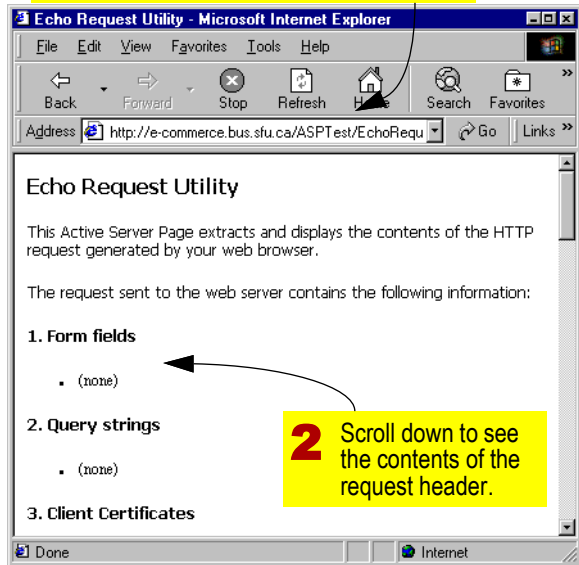 Echo Request Utility - Microsoft Internet Explorer
File Edit View Favorites Tools Help
Back Forward Stop Refresh Home Search Favorites »
Address http://e-commerce.bus.sfu.ca/ASPTest/EchoRequ Go Links »
Echo Request Utility
This Active Server Page extracts and displays the contents of the HTTP
request generated by your web browser.
The request sent to the web server contains the following information:
1. Form fields
• (none)
2. Query strings
• (none)
2 Scroll down to see
the contents of the
request header.
3. Client Certificates
Done Internet